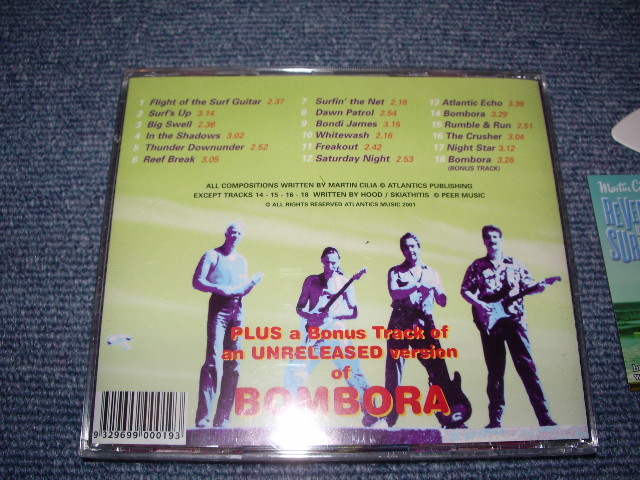 1 Flight of the Surf Guitar 2.37
2 Surf's Up 3.14
3 Big Swell 2.36
4 In the Shadows 3.02
5 Thunder Downunder 2.52
6 Reef Break 3.05
7 Surfin' the Net 2.18
8 Dawn Patrol 2.54
9 Bondi James 3.15
10 Whitewash 2.16
11 Freakout 2.42
12 Saturday Night 2.53
13 Atlantic Echo 3.39
14 Bombora 3.29
15 Rumble & Run 2.51
16 The Crusher 3.04
17 Night Star 3.12
18 Bombora 3.26
(BONUS TRACK)
ALL COMPOSITIONS WRITTEN BY MARTIN CILIA © ATLANTICS PUBLISHING
EXCEPT TRACKS 14 - 15 - 16 - 18 WRITTEN BY HOOD / SKIATHITIS © PEER MUSIC
© ALL RIGHTS RESERVED ATLANTICS MUSIC 2001
PLUS a Bonus Track of
an UNRELEASED version
of
BOMBORA
9 329699 000193
Martin C